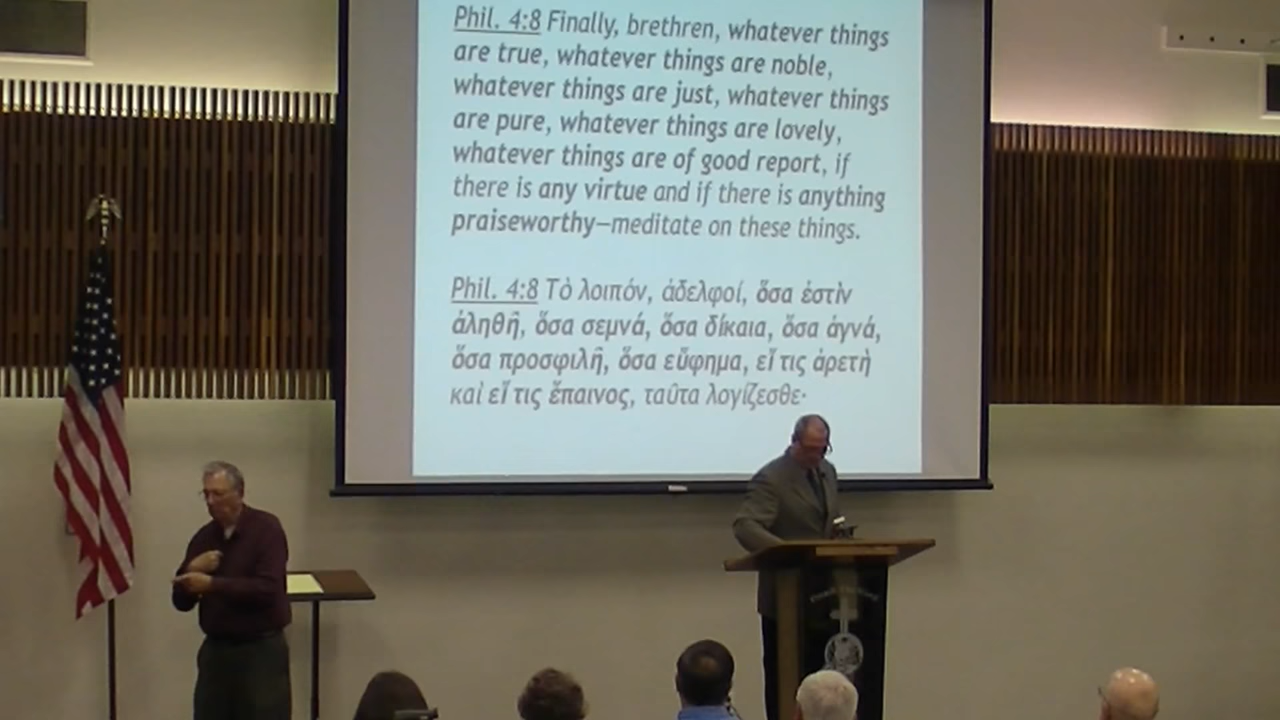 Phil. 4:8 Finally, brethren, whatever things
are true, whatever things are noble,
whatever things are just, whatever things
are pure, whatever things are lovely,
whatever things are of good report, if
there is any virtue and if there is anything
praiseworthy—meditate on these things.
Phil. 4:8 Τὸ λοιπόν, ἀδελφοί, ὅσα ἐστὶν
ἀληθῆ, ὅσα σεμνά, ὅσα δίκαια, ὅσα ἁγνά,
ὅσα προσφιλῆ, ὅσα εὔφημα, εἴ τις ἀρετὴ
καὶ εἴ τις ἔπαινος, ταῦτα λογίζεσθε·